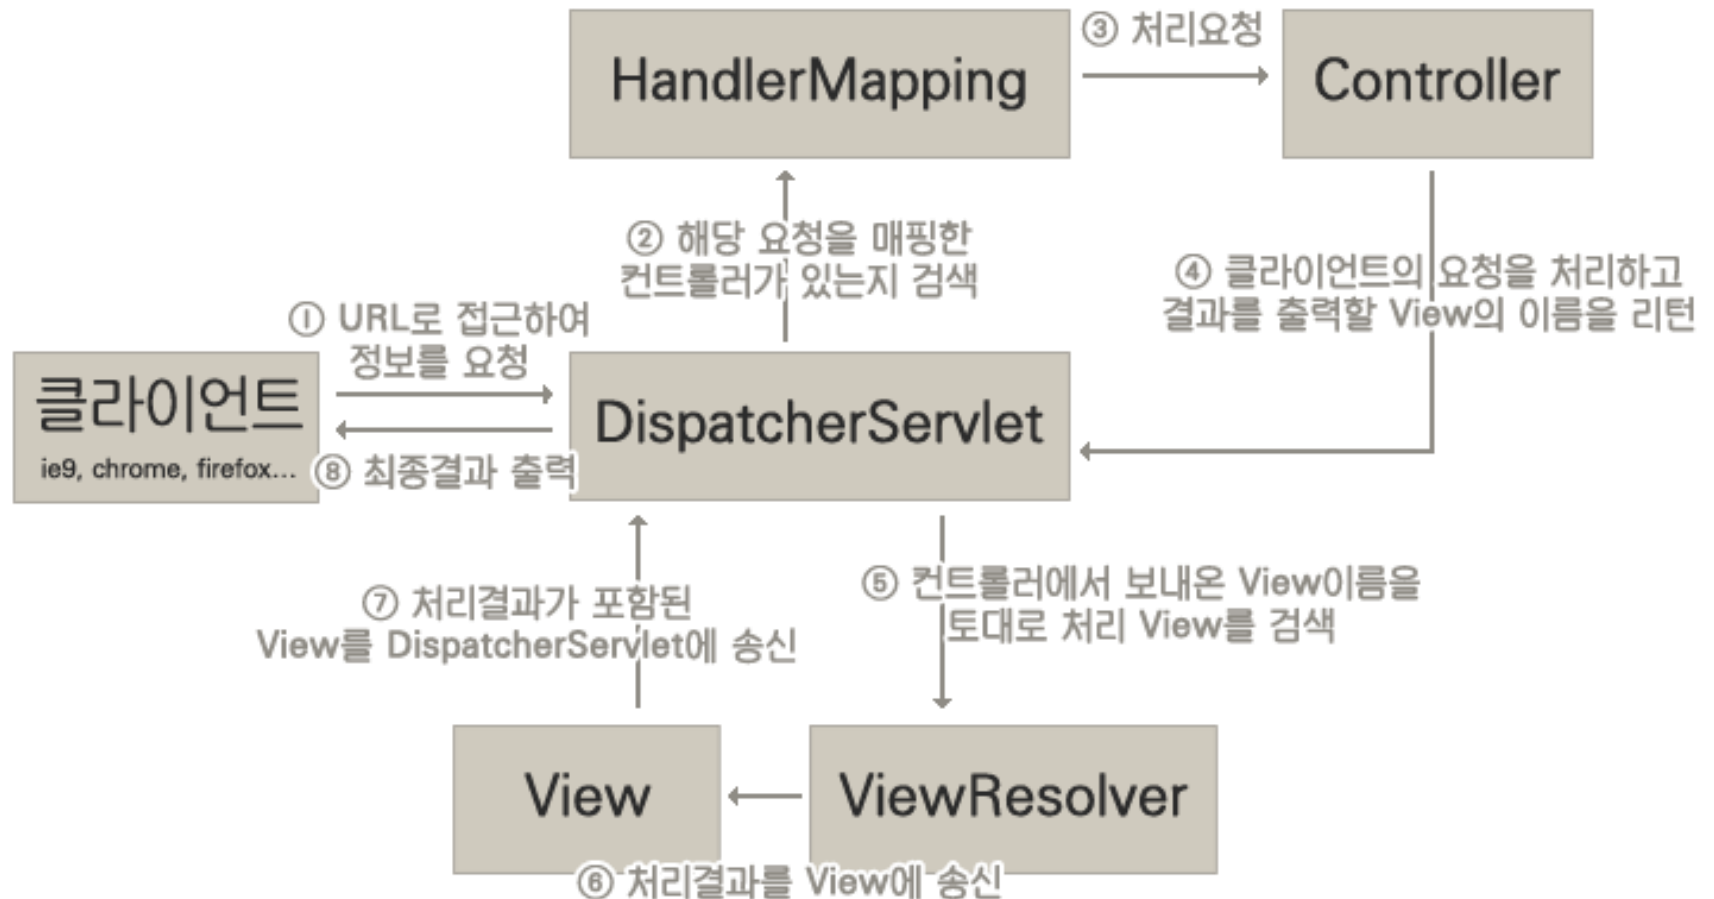 HandlerMapping
③ 처리요청
Controller
② 해당 요청을 매핑한
컨트롤러가 있는지 검색
④ 클라이언트의 요청을 처리하고
결과를 출력할 View의 이름을 리턴
① URL로 접근하여
정보를 요청
클라이언트
ie9, chrome, firefox...
DispatcherServlet
⑧ 최종결과 출력
⑦ 처리결과가 포함된
View를 DispatcherServlet에 송신
⑤ 컨트롤러에서 보내온 View이름을
토대로 처리 View를 검색
View
ViewResolver
⑥ 처리결과를 View에 송신